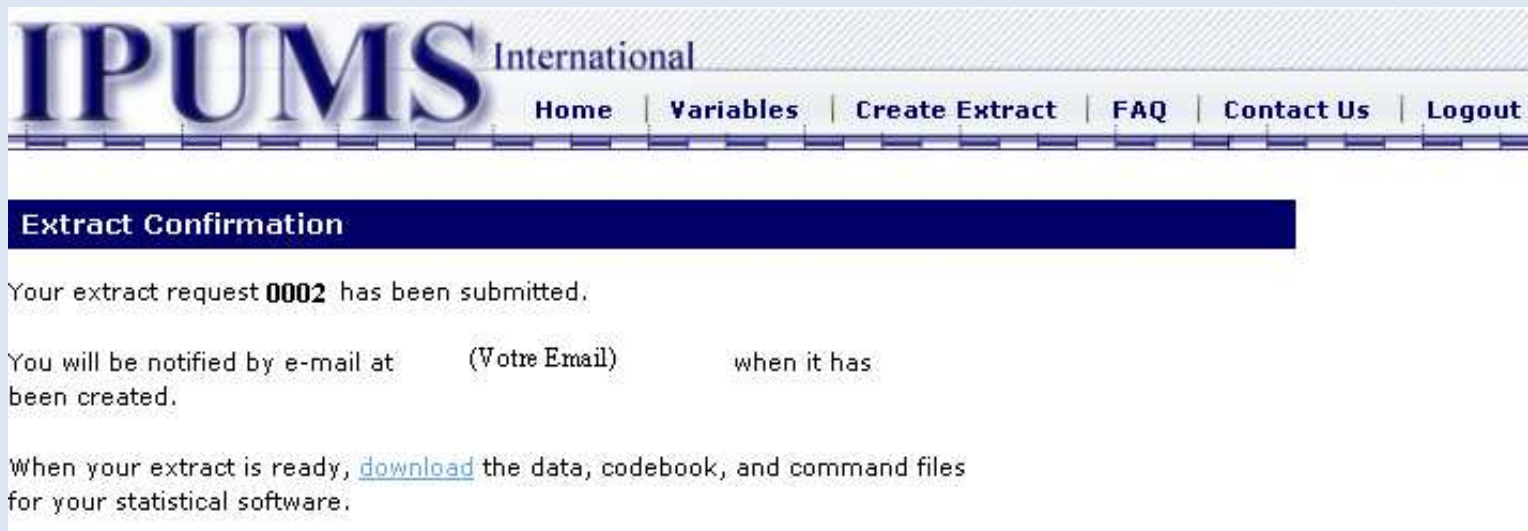 IPUMS International
Home | Variables | Create Extract | FAQ | Contact Us | Logout
Extract Confirmation
Your extract request 0002 has been submitted.
You will be notified by e-mail at (Votre Email) when it has
been created.
When your extract is ready, download the data, codebook, and command files
for your statistical software.